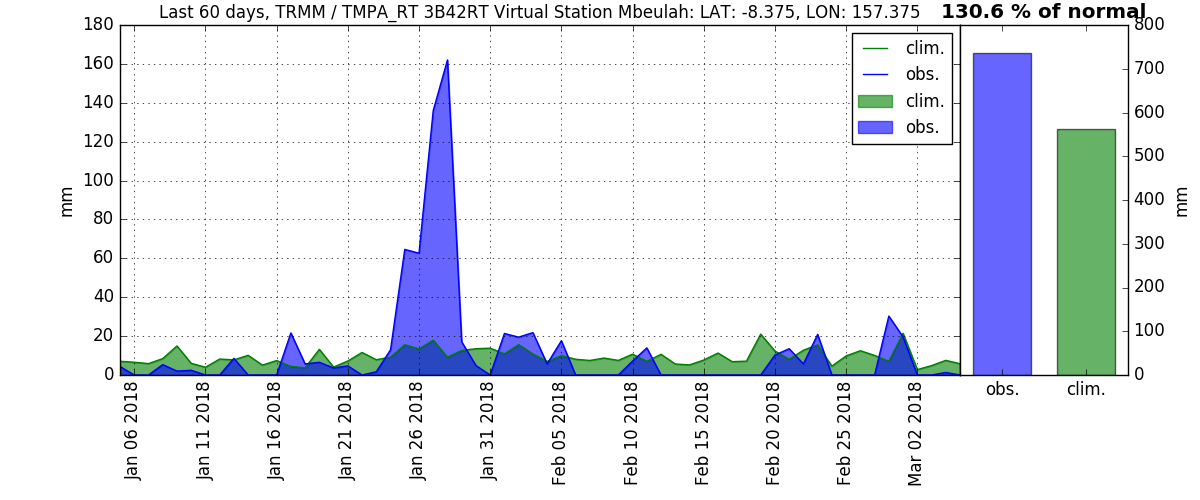 Last 60 days, TRMM / TMPA_RT 3B42RT Virtual Station Mbeulah: LAT: -8.375, LON: 157.375
130.6 % of normal
180
160
140
120
100
80
60
40
20
0
mm
clim.
obs.
clim.
obs.
Jan 06 2018
Jan 11 2018
Jan 16 2018
Jan 21 2018
Jan 26 2018
Jan 31 2018
Feb 05 2018
Feb 10 2018
Feb 15 2018
Feb 20 2018
Feb 25 2018
Mar 02 2018
800
700
600
500
400
300
200
100
0
mm
obs.
clim.